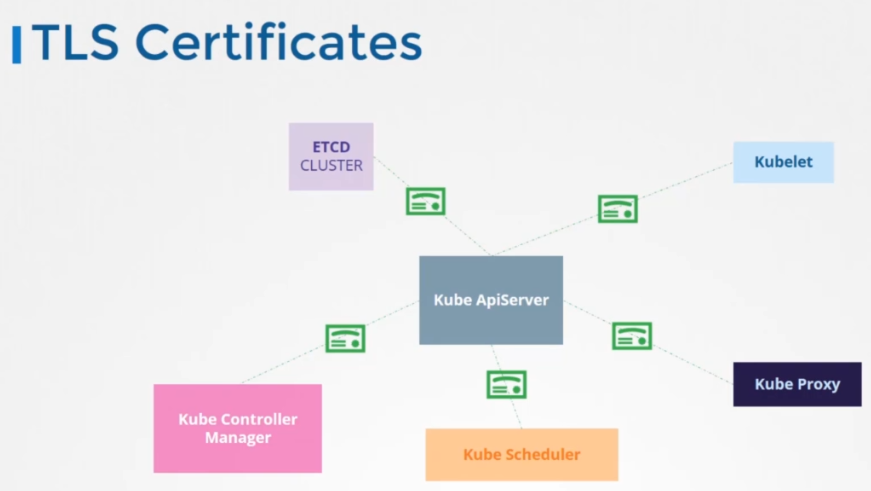 TLS Certificates
ETCD
CLUSTER
Kubelet
Kube ApiServer
Kube Proxy
Kube Controller
Manager
Kube Scheduler